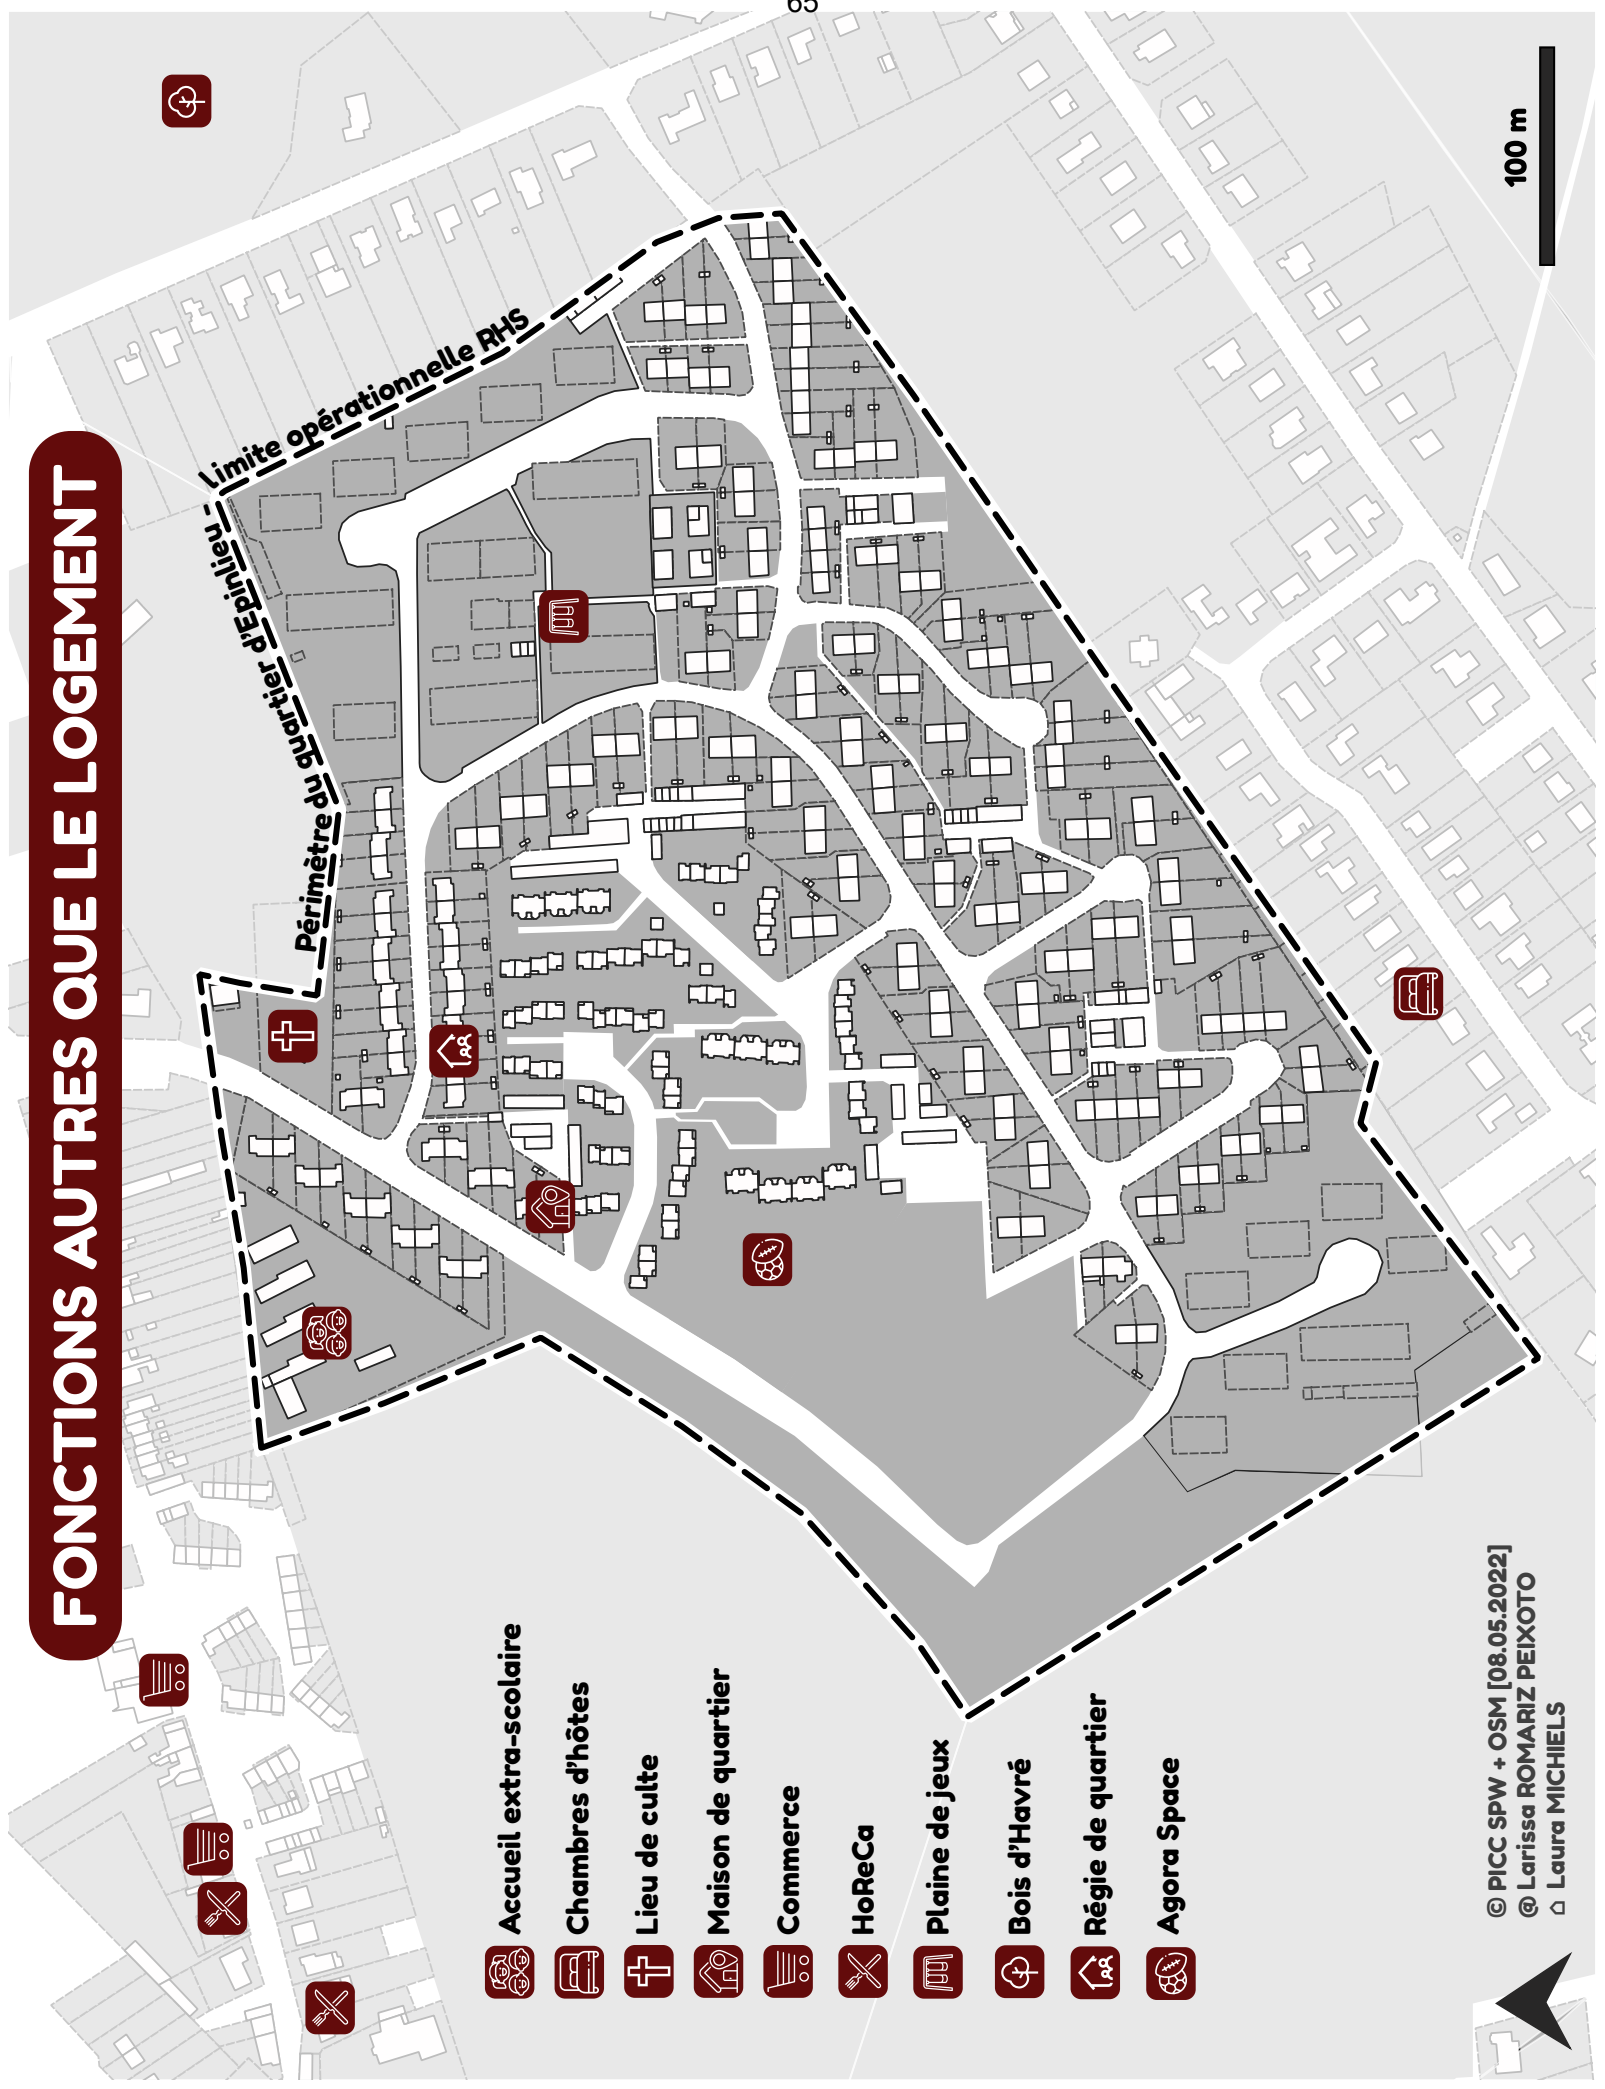 65
FONCTIONS AUTRES QUE LE LOGEMENT
Périmètre du quartier d'Epinlieu -
Limite opérationnelle RHS
Accueil extra-scolaire
Chambres d'hôtes
Lieu de culte
Maison de quartier
Commerce
HoReCa
Plaine de jeux
Bois d'Havré
Régie de quartier
Agora Space
100 m
© PICC SPW + OSM [08.05.2022]
@ Larissa ROMARIZ PEIXOTO
Laura MICHIELS